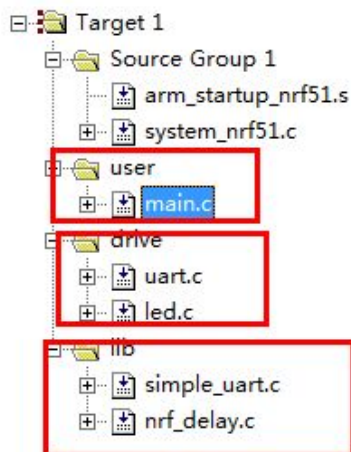 Target 1
Source Group 1
arm_startup_nrf51.s
system_nrf51.c
user
main.c
drive
uart.c
led.c
lib
simple_uart.c
nrf_delay.c